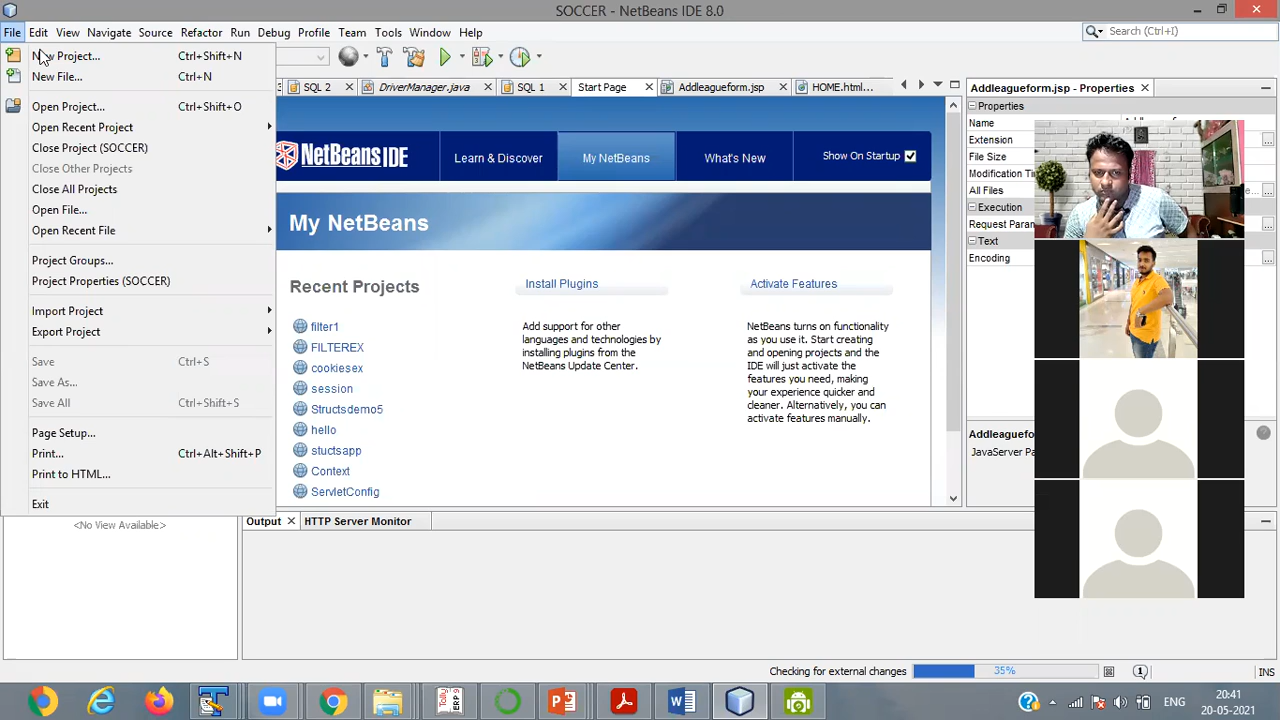 SOCCER - NetBeans IDE 8.0
File Edit View Navigate Source Refactor Run Debug Profile Team Tools Window Help
Search (Ctrl+I)
New Project... Ctrl+Shift+N
New File... Ctrl+N
Open Project... Ctrl+Shift+O
Open Recent Project
Close Project (SOCCER)
Close Other Projects
Close All Projects
Open File...
Open Recent File
Project Groups...
Project Properties (SOCCER)
Import Project
Export Project
Save Ctrl+S
Save As...
Save All Ctrl+Shift+S
Page Setup...
Print... Ctrl+Alt+Shift+P
Print to HTML...
Exit
<No View Available>
SQL 2 DriverManager.java SQL 1 Start Page Addleagueform.jsp HOME.html...
NetBeans IDE
Learn & Discover My NetBeans What's New Show On Startup
My NetBeans
Recent Projects
filter1
FILTEREX
cookiesex
session
Structsdemo5
hello
stuctsapp
Context
ServletConfig
Install Plugins
Add support for other
languages and technologies by
installing plugins from the
NetBeans Update Center.
Activate Features
NetBeans turns on functionality
as you use it. Start creating
and opening projects and the
IDE will just activate the
features you need, making
your experience quicker and
cleaner. Alternatively, you can
activate features manually.
Output HTTP Server Monitor
Addleagueform.jsp - Properties
Properties
Name
Extension
File Size
Modification Tim
All Files
Execution
Request Para
Text
Encoding
Addleaguefo
JavaServer Pa
Checking for external changes 35% INS
ENG
20:41
20-05-2021